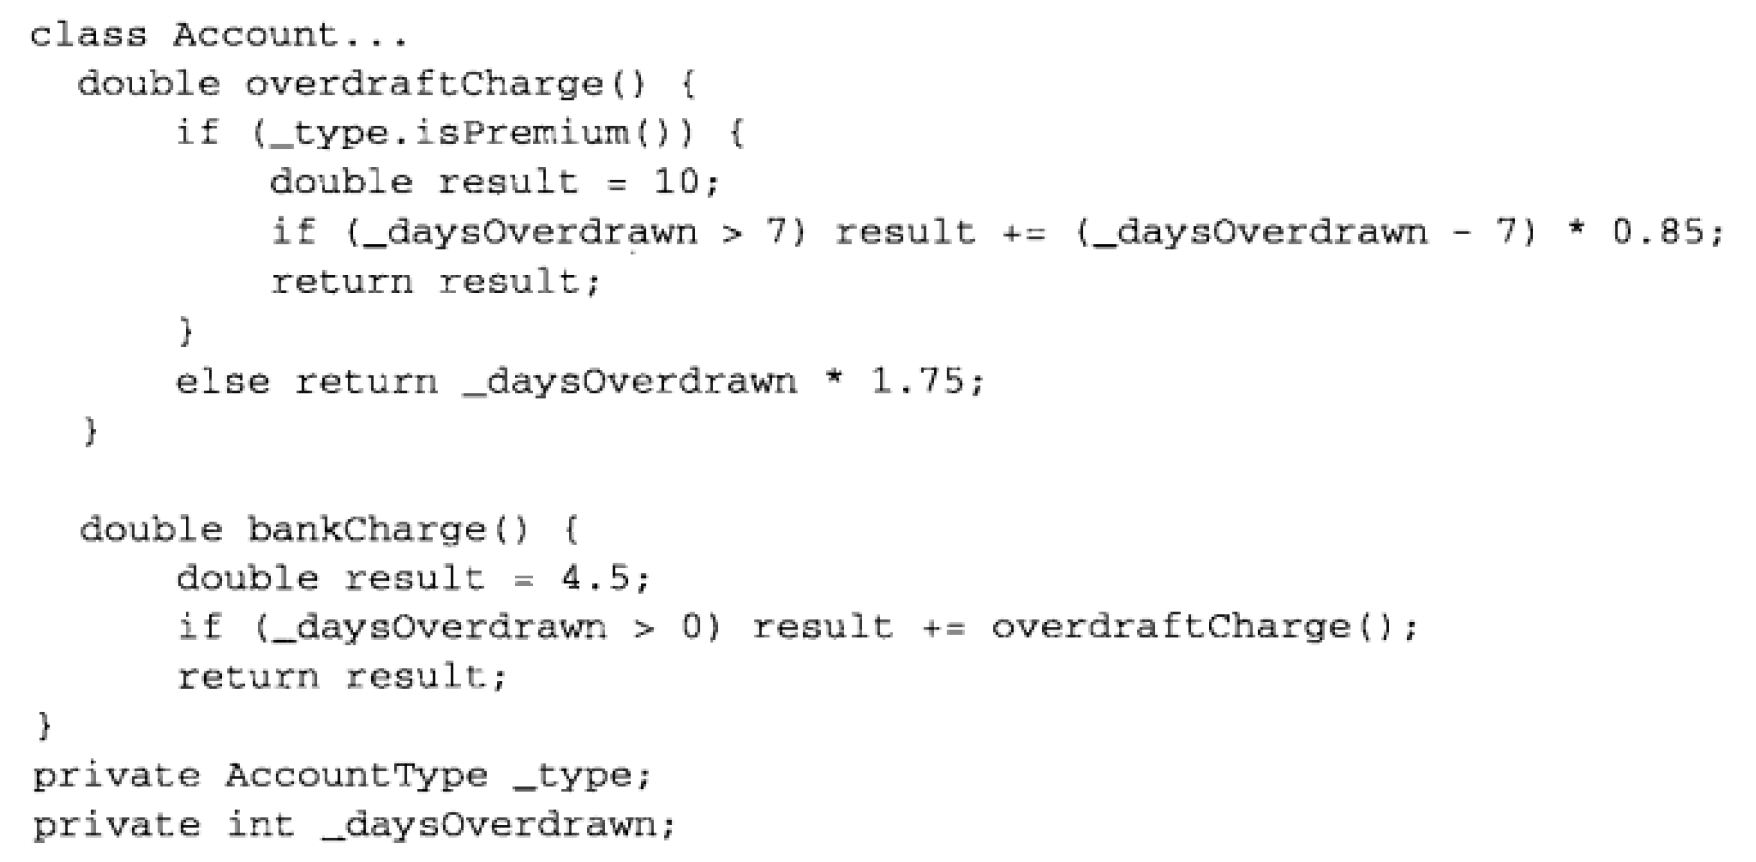 class Account...
double overdraftCharge() {
if (_type.isPremium()) {
double result = 10;
if (_daysOverdrawn > 7) result += (_daysOverdrawn - 7) * 0.85;
return result;
}
else return _daysOverdrawn * 1.75;
}
double bankCharge() {
double result = 4.5;
if (_daysOverdrawn > 0) result += overdraftCharge();
return result;
}
private AccountType _type;
private int _daysOverdrawn;